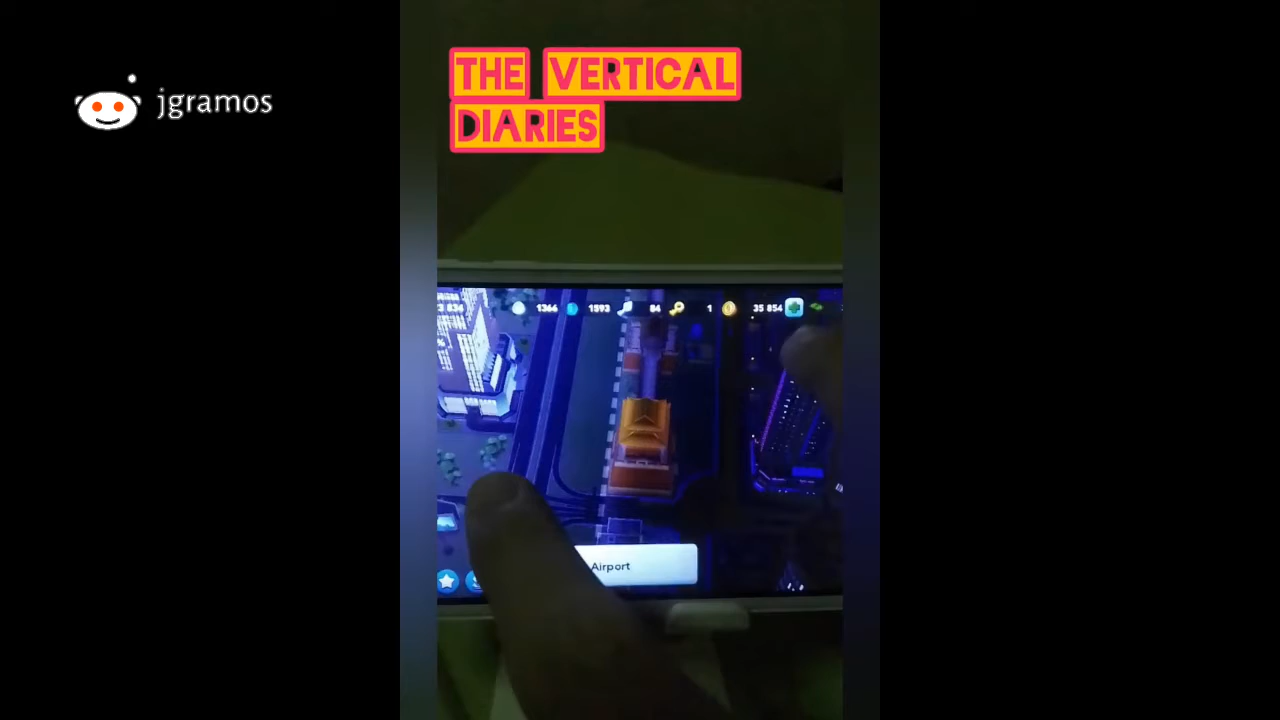 jgramos
THE VERTICAL
DIARIES
1366 1593 84 1 35 854
Airport